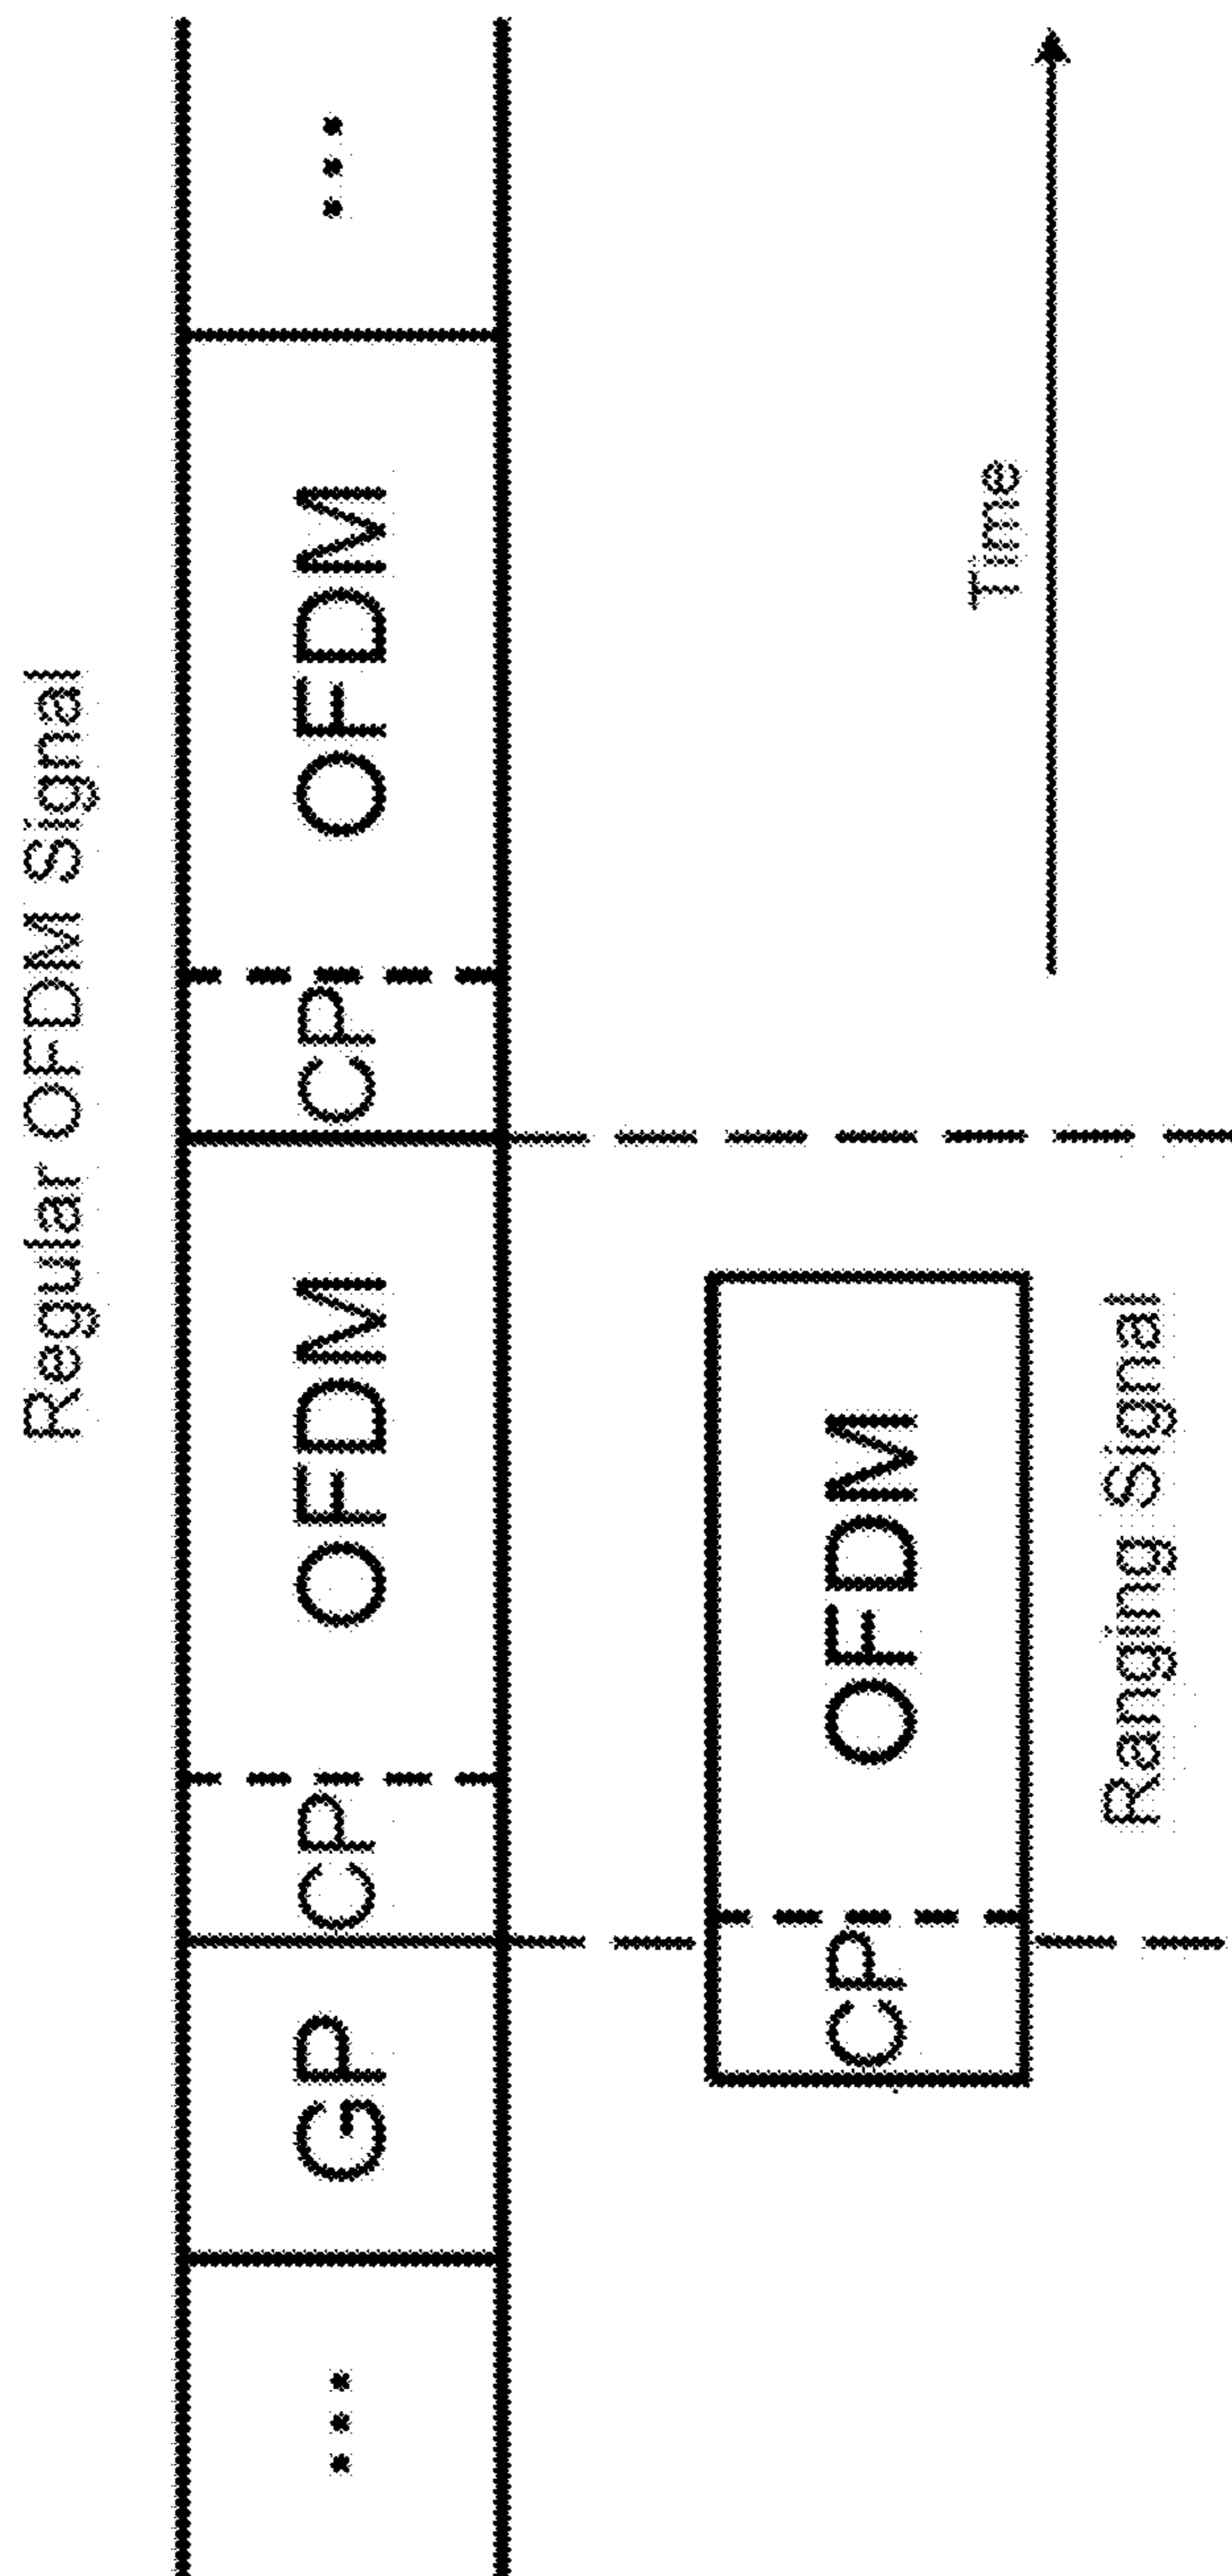 Regular OFDM Signal
... GP CP OFDM CP OFDM ...
CP OFDM
Time
Ranging Signal